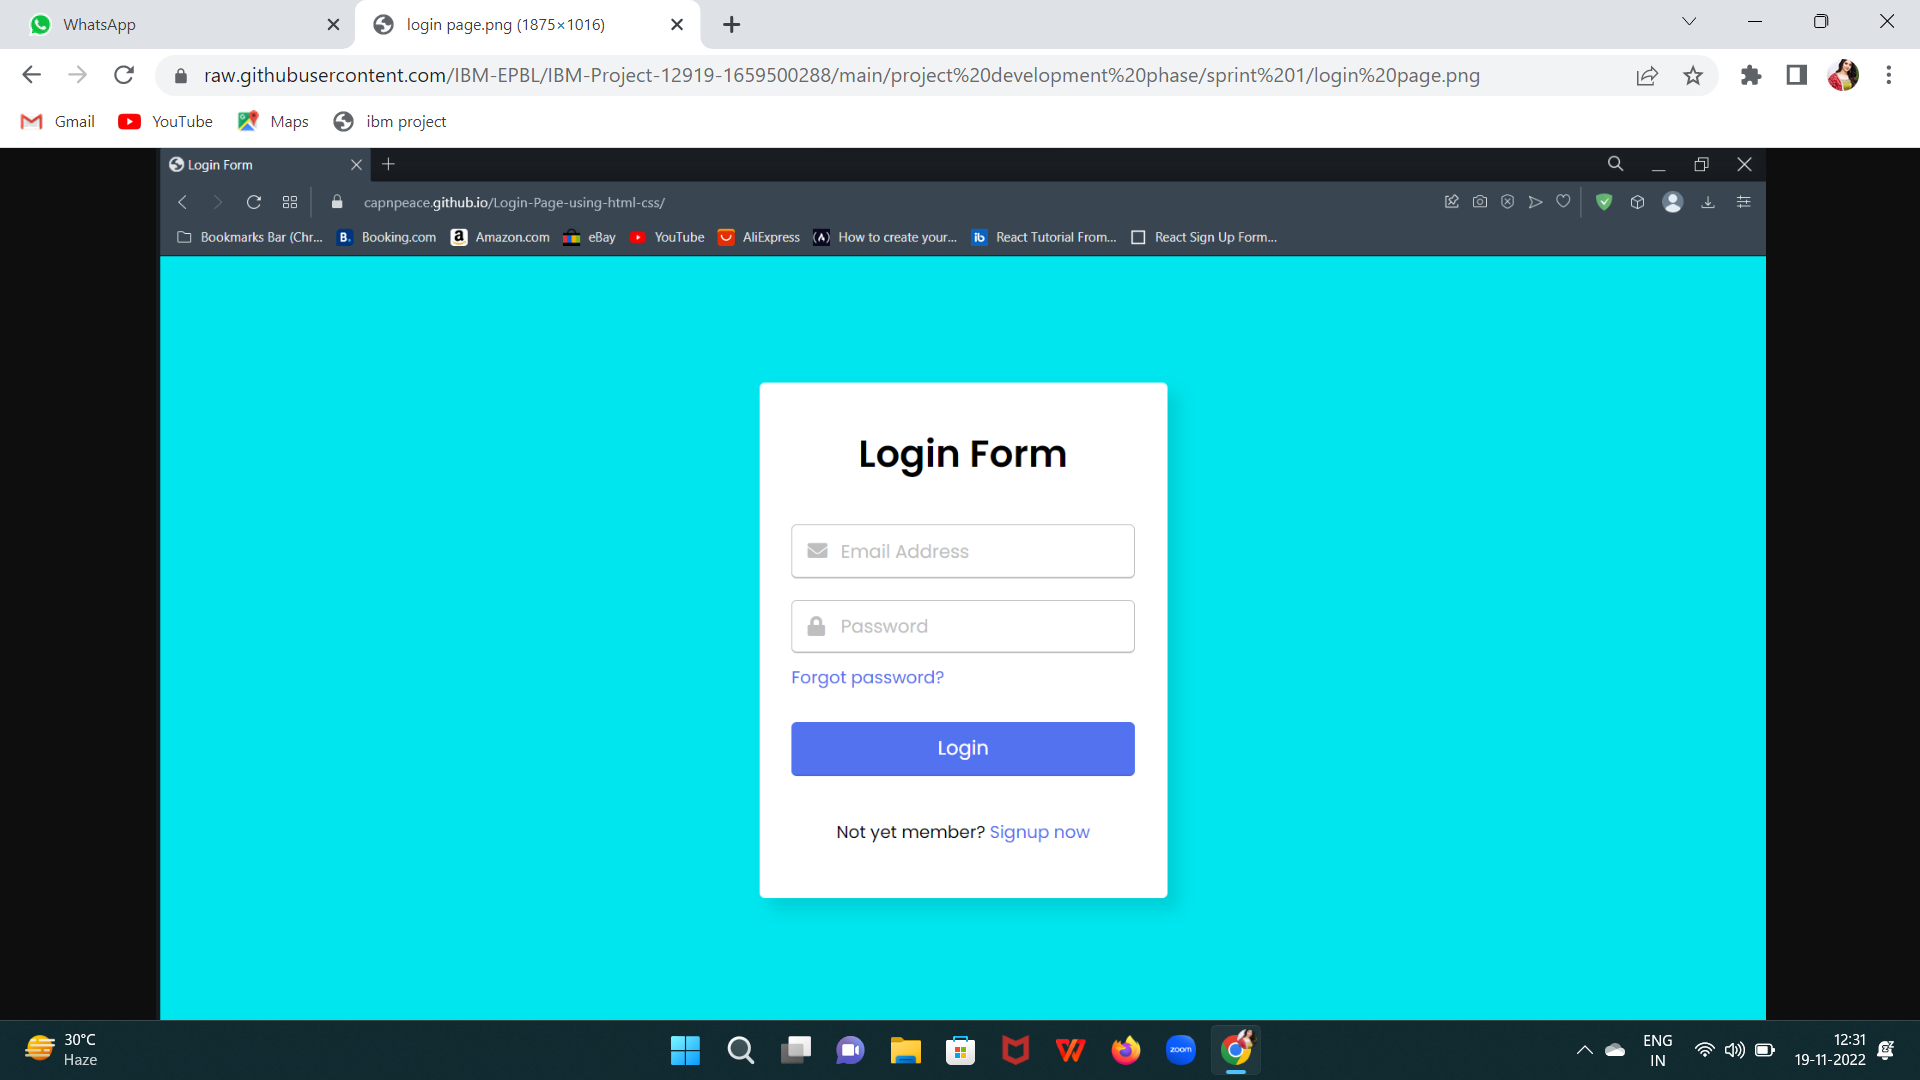 WhatsApp
login page.png (1875×1016)
raw.githubusercontent.com/IBM-EPBL/IBM-Project-12919-1659500288/main/project%20development%20phase/sprint%201/login%20page.png
Gmail YouTube Maps ibm project
Login Form
capnpeace.github.io/Login-Page-using-html-css/
Bookmarks Bar (Chr... B. Booking.com a Amazon.com eBay YouTube AliExpress How to create your... ib React Tutorial From... React Sign Up Form...
Login Form
Email Address
Password
Forgot password?
Login
Not yet member? Signup now
30°C
Haze
zoom
ENG
IN
12:31
19-11-2022